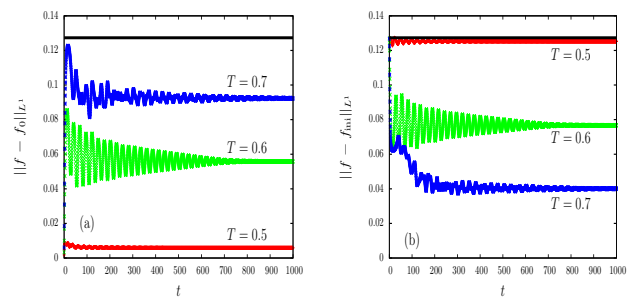 0.14
0.12
0.1
0.08
0.06
0.04
0.02
0
||f − f₀||_{L¹}
T = 0.7
T = 0.6
T = 0.5
(a)
0 100 200 300 400 500 600 700 800 900 1000
t
0.14
0.12
0.1
0.08
0.06
0.04
0.02
0
||f − f_{mi}||_{L¹}
T = 0.5
T = 0.6
T = 0.7
(b)
0 100 200 300 400 500 600 700 800 900 1000
t